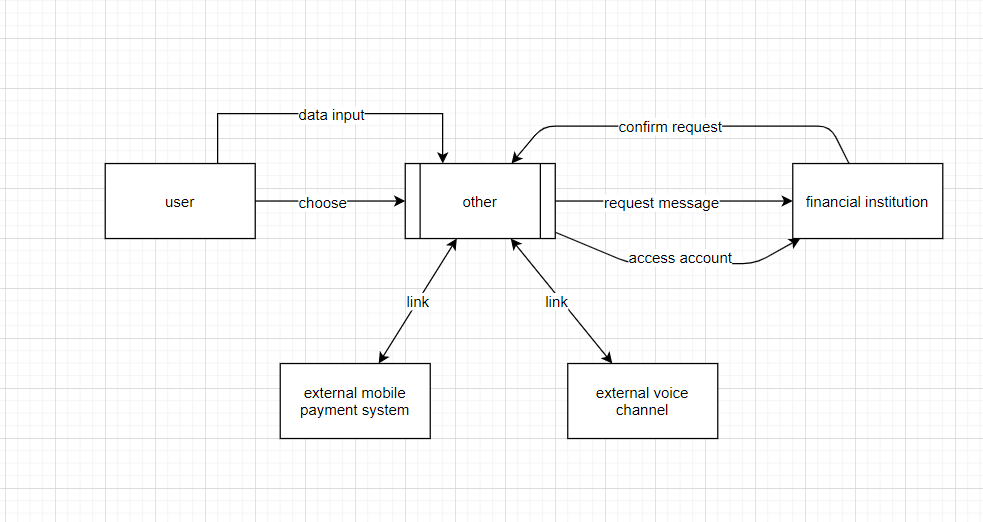 data input
confirm request
user
choose
other
request message
financial institution
access account
link
link
external mobile
payment system
external voice
channel